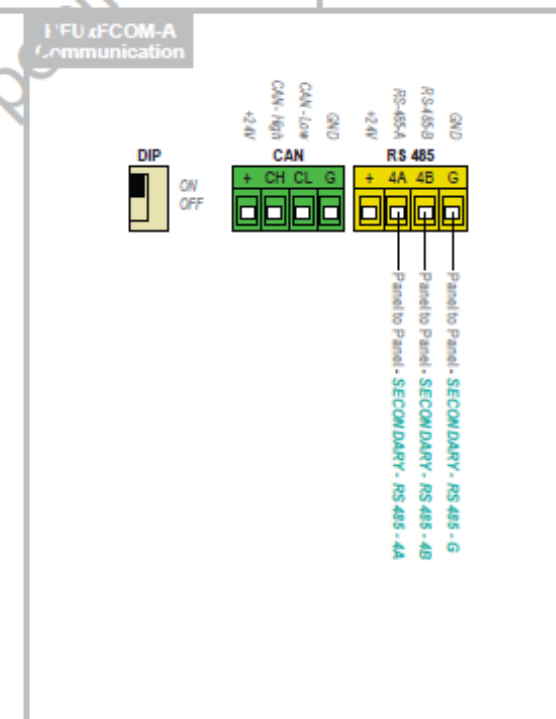 Communication
+24V
CAN - High
CAN - Low
GND
+24V
RS-485-A
RS-485-B
GND
DIP
CAN
RS 485
ON
OFF
+ CH CL G
+ 4A 4B G
Panel to Panel - SECONDARY - RS 485 - 4A
Panel to Panel - SECONDARY - RS 485 - 4B
Panel to Panel - SECONDARY - RS 485 - G